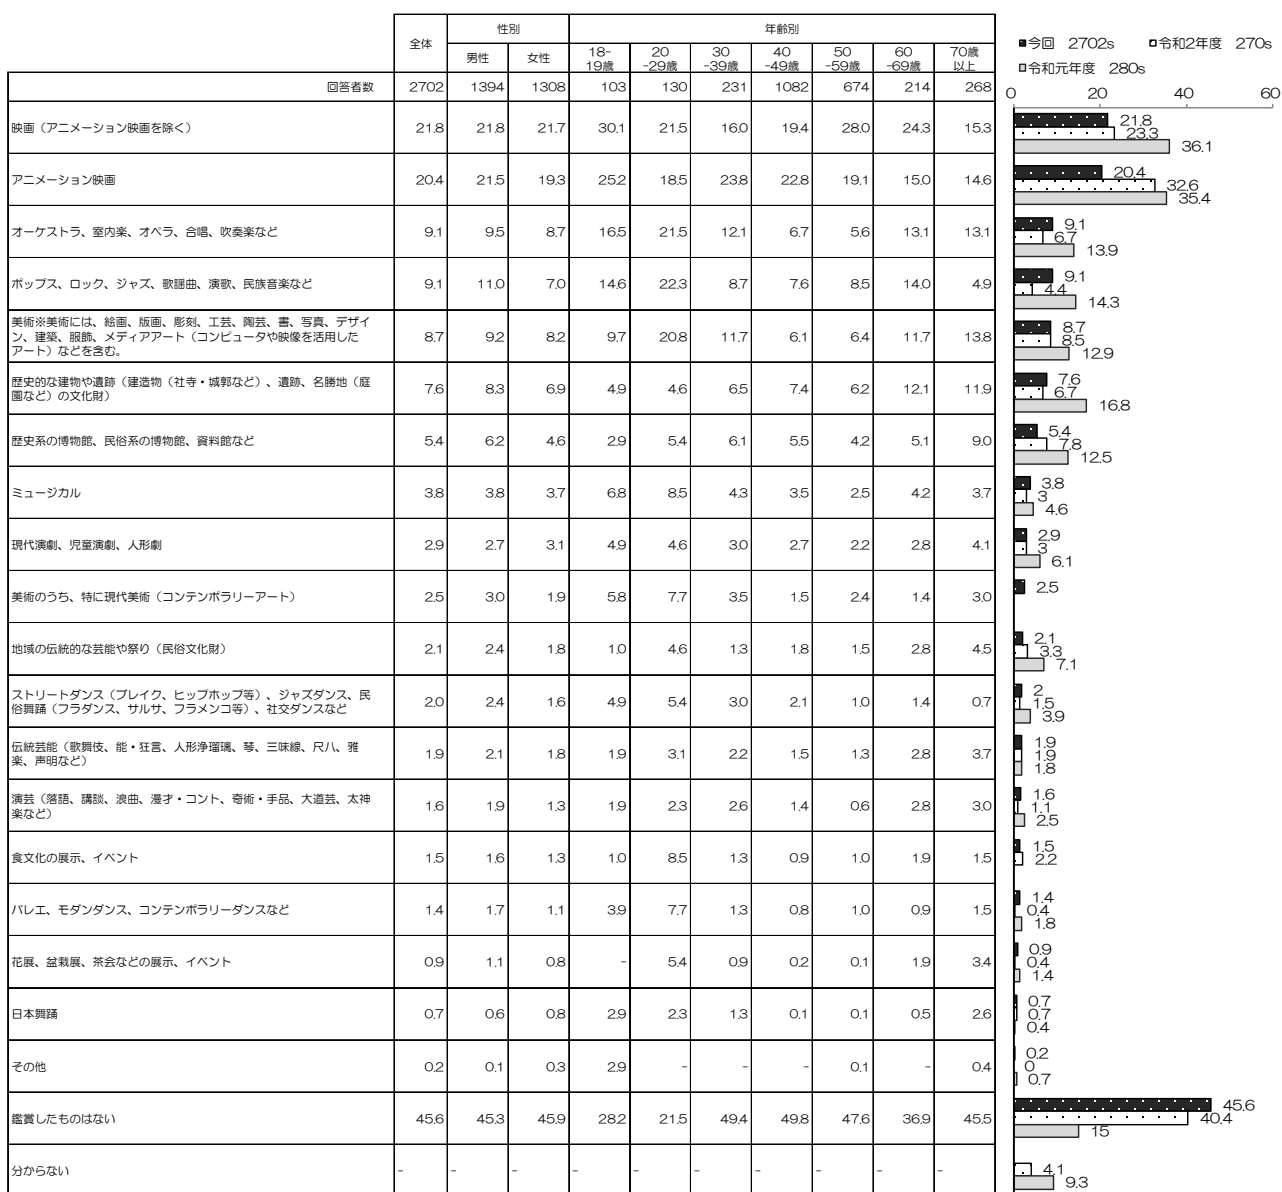 全体 性別 年齢別
男性 女性 18-19歳 20-29歳 30-39歳 40-49歳 50-59歳 60-69歳 70歳以上
■今回 2702s □令和2年度 270s
□令和元年度 280s
0 20 40 60
回答者数 2702 1394 1308 103 130 231 1082 674 214 268
映画（アニメーション映画を除く） 21.8 21.8 21.7 30.1 21.5 16.0 19.4 28.0 24.3 15.3
21.8
23.3
36.1
アニメーション映画 20.4 21.5 19.3 25.2 18.5 23.8 22.8 19.1 15.0 14.6
20.4
32.6
35.4
オーケストラ、室内楽、オペラ、合唱、吹奏楽など 9.1 9.5 8.7 16.5 21.5 12.1 6.7 5.6 13.1 13.1
9.1
6.7
13.9
ポップス、ロック、ジャズ、歌謡曲、演歌、民族音楽など 9.1 11.0 7.0 14.6 22.3 8.7 7.6 8.5 14.0 4.9
9.1
4.4
14.3
美術※美術には、絵画、版画、彫刻、工芸、陶芸、書、写真、デザイ
ン、建築、服飾、メディアアート（コンピュータや映像を活用した
アート）などを含む。 8.7 9.2 8.2 9.7 20.8 11.7 6.1 6.4 11.7 13.8
8.7
8.5
12.9
歴史的な建物や遺跡（建造物（社寺・城郭など）、遺跡、名勝地（庭
園など）の文化財） 7.6 8.3 6.9 4.9 4.6 6.5 7.4 6.2 12.1 11.9
7.6
6.7
16.8
歴史系の博物館、民俗系の博物館、資料館など 5.4 6.2 4.6 2.9 5.4 6.1 5.5 4.2 5.1 9.0
5.4
7.8
12.5
ミュージカル 3.8 3.8 3.7 6.8 8.5 4.3 3.5 2.5 4.2 3.7
3.8
3
4.6
現代演劇、児童演劇、人形劇 2.9 2.7 3.1 4.9 4.6 3.0 2.7 2.2 2.8 4.1
2.9
3
6.1
美術のうち、特に現代美術（コンテンポラリーアート） 2.5 3.0 1.9 5.8 7.7 3.5 1.5 2.4 1.4 3.0
2.5
地域の伝統的な芸能や祭り（民俗文化財） 2.1 2.4 1.8 1.0 4.6 1.3 1.8 1.5 2.8 4.5
2.1
3.3
7.1
ストリートダンス（ブレイク、ヒップホップ等）、ジャズダンス、民
俗舞踊（フラダンス、サルサ、フラメンコ等）、社交ダンスなど 2.0 2.4 1.6 4.9 5.4 3.0 2.1 1.0 1.4 0.7
2
1.5
3.9
伝統芸能（歌舞伎、能・狂言、人形浄瑠璃、琴、三味線、尺八、雅
楽、声明など） 1.9 2.1 1.8 1.9 3.1 2.2 1.5 1.3 2.8 3.7
1.9
1.9
1.8
演芸（落語、講談、浪曲、漫才・コント、奇術・手品、大道芸、太神
楽など） 1.6 1.9 1.3 1.9 2.3 2.6 1.4 0.6 2.8 3.0
1.6
1.1
2.5
食文化の展示、イベント 1.5 1.6 1.3 1.0 8.5 1.3 0.9 1.0 1.9 1.5
1.5
2.2
バレエ、モダンダンス、コンテンポラリーダンスなど 1.4 1.7 1.1 3.9 7.7 1.3 0.8 1.0 0.9 1.5
1.4
0.4
1.8
花展、盆栽展、茶会などの展示、イベント 0.9 1.1 0.8 - 5.4 0.9 0.2 0.1 1.9 3.4
0.9
0.4
1.4
日本舞踊 0.7 0.6 0.8 2.9 2.3 1.3 0.1 0.1 0.5 2.6
0.7
0.7
0.4
その他 0.2 0.1 0.3 2.9 - - - 0.1 - 0.4
0.2
0
0.7
鑑賞したものはない 45.6 45.3 45.9 28.2 21.5 49.4 49.8 47.6 36.9 45.5
45.6
40.4
15
分からない - - - - - - - - - -
4.1
9.3